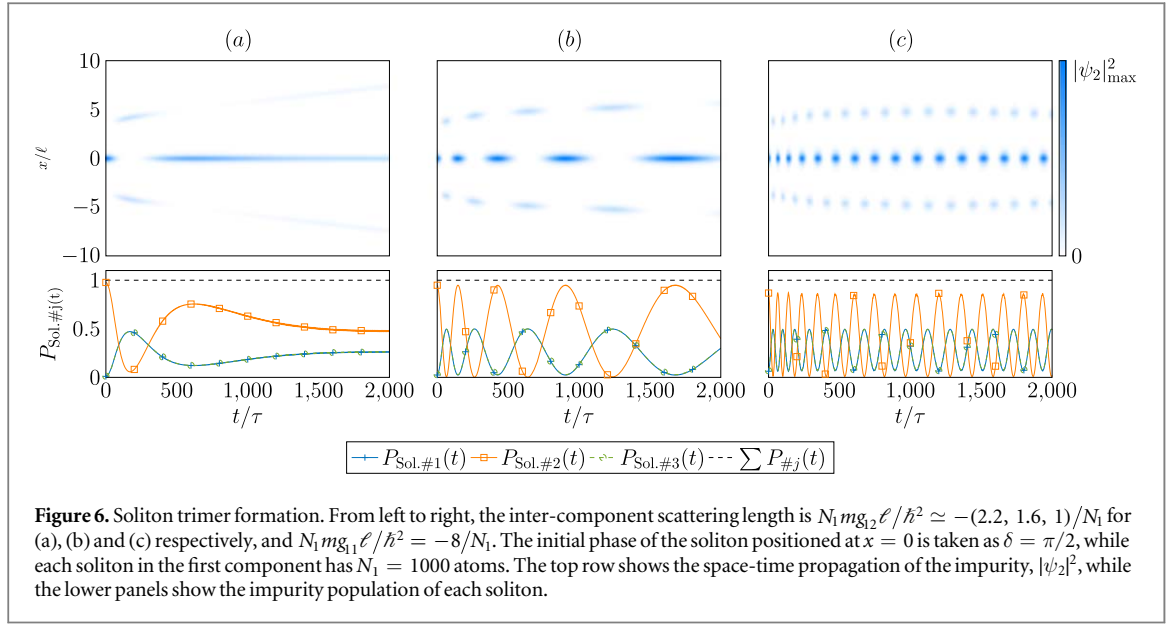 (a) (b) (c)
10
5
0
−5
−10
x/ℓ
|ψ₂|²max
0
1
0.5
0
P_Sol.#j(t)
0 500 1,000 1,500 2,000
t/τ
0 500 1,000 1,500 2,000
t/τ
0 500 1,000 1,500 2,000
t/τ
P_Sol.#1(t) P_Sol.#2(t) P_Sol.#3(t) ∑ P_#j(t)
Figure 6. Soliton trimer formation. From left to right, the inter-component scattering length is N₁mg₁₂ℓ/ħ² ≃ −(2.2, 1.6, 1)/N₁ for
(a), (b) and (c) respectively, and N₁mg₁₁ℓ/ħ² = −8/N₁. The initial phase of the soliton positioned at x = 0 is taken as δ = π/2, while
each soliton in the first component has N₁ = 1000 atoms. The top row shows the space-time propagation of the impurity, |ψ₂|², while
the lower panels show the impurity population of each soliton.